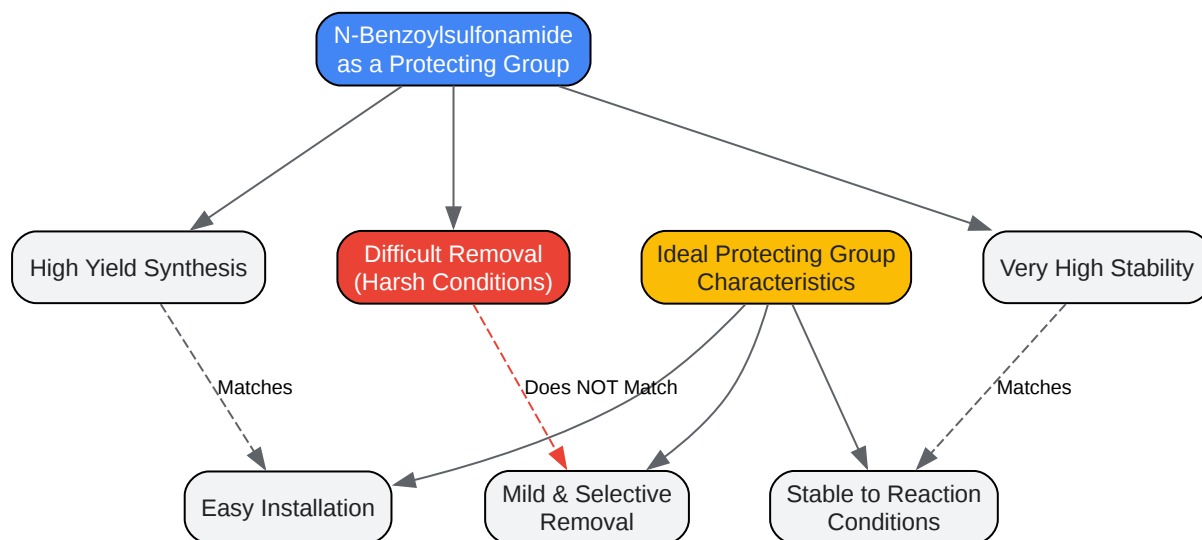 N-Benzoylsulfonamide
as a Protecting Group
High Yield Synthesis
Difficult Removal
(Harsh Conditions)
Ideal Protecting Group
Characteristics
Very High Stability
Matches
Does NOT Match
Matches
Easy Installation
Mild & Selective
Removal
Stable to Reaction
Conditions